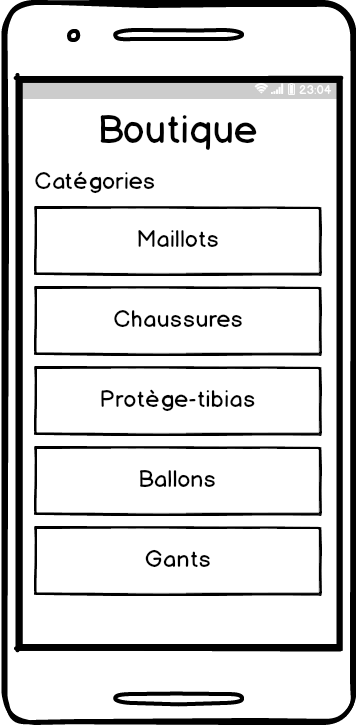 23:04
Boutique
Catégories
Maillots
Chaussures
Protège-tibias
Ballons
Gants